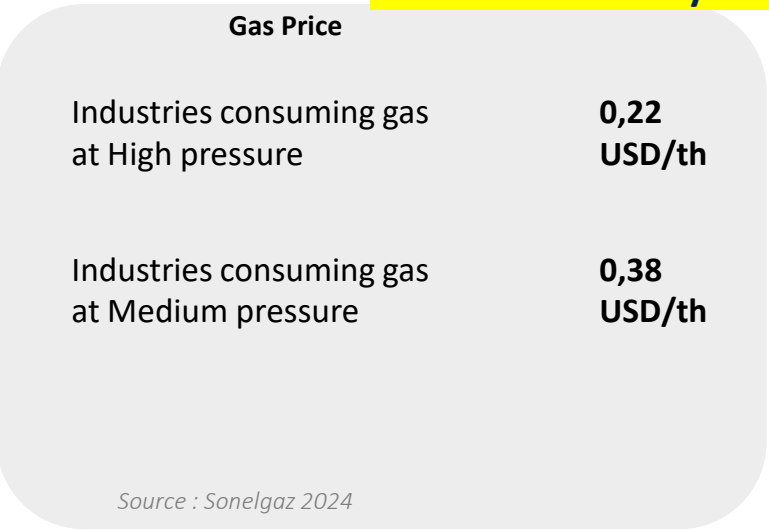 Gas Price
Industries consuming gas
at High pressure
0,22
USD/th
Industries consuming gas
at Medium pressure
0,38
USD/th
Source : Sonelgaz 2024